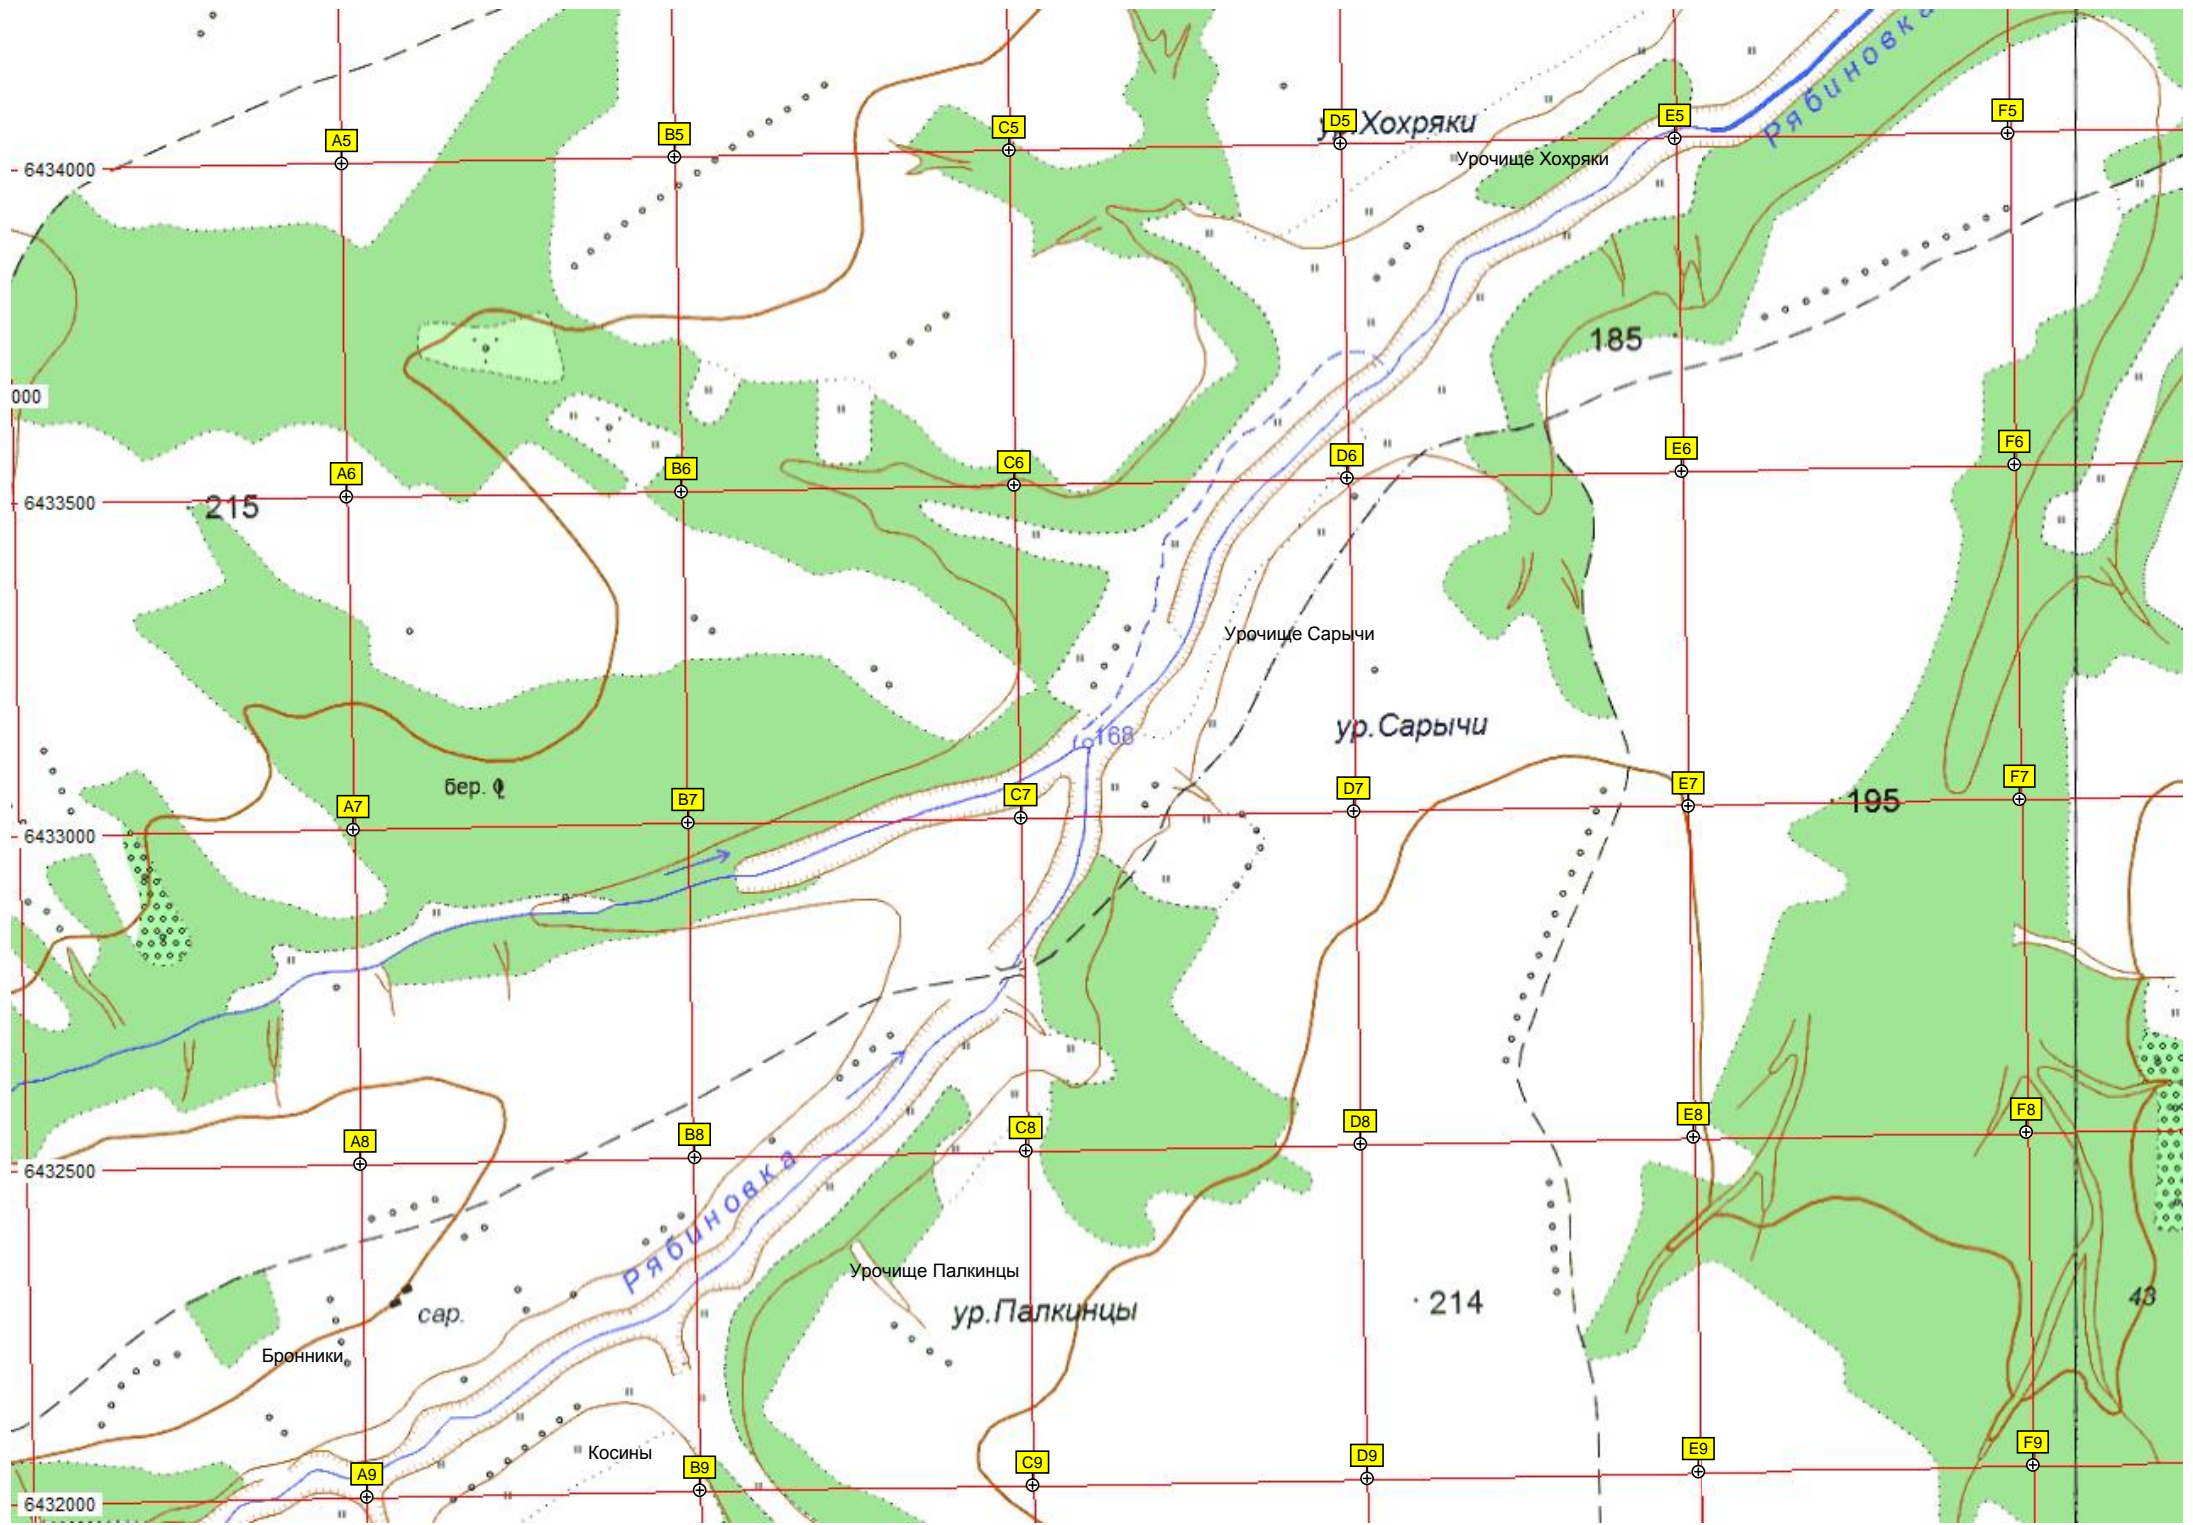 A5
B5
C5
D5
ур.Хохряки
E5
Рябиновка
F5
Урочище Хохряки
6434000
185
000
A6
B6
C6
D6
E6
F6
215
6433500
Урочище Сарычи
ур.Сарычи
168
бер.
A7
B7
C7
D7
E7
195
F7
6433000
A8
B8
C8
D8
E8
F8
6432500
Рябиновка
Урочище Палкинцы
ур.Палкинцы
214
43
сар.
Бронники
Косины
A9
B9
C9
D9
E9
F9
6432000